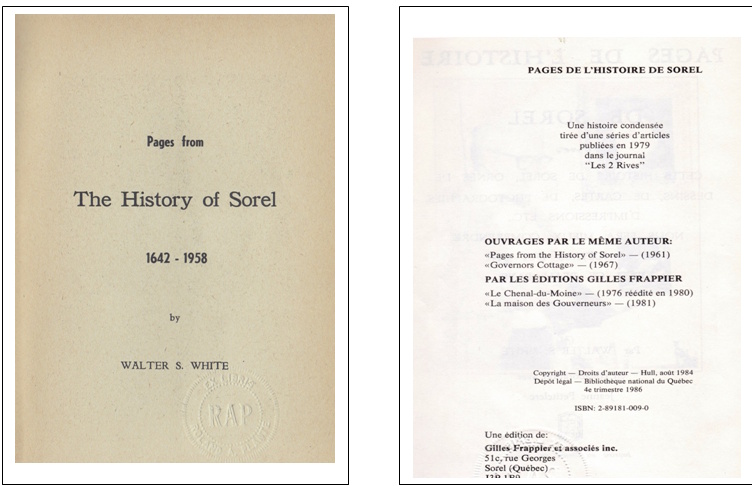 Pages from
The History of Sorel
1642 - 1958
by
WALTER S. WHITE
EX LIBRIS
RAP
PAGES DE L'HISTOIRE DE SOREL
Une histoire condensée
tirée d'une séries d'articles
publiées en 1979
dans le journal
"Les 2 Rives"
OUVRAGES PAR LE MÊME AUTEUR:
«Pages from the History of Sorel» — (1961)
«Governors Cottage» — (1967)
PAR LES ÉDITIONS GILLES FRAPPIER
«Le Chenal-du-Moine» — (1976 réédité en 1980)
«La maison des Gouverneurs» — (1981)
Copyright — Droits d'auteur — Hull, août 1984
Dépôt légal — Bibliothèque national du Québec
4e trimestre 1986
ISBN: 2-89181-009-0
Une édition de:
Gilles Frappier et associés inc.
51c, rue Georges
Sorel (Québec)